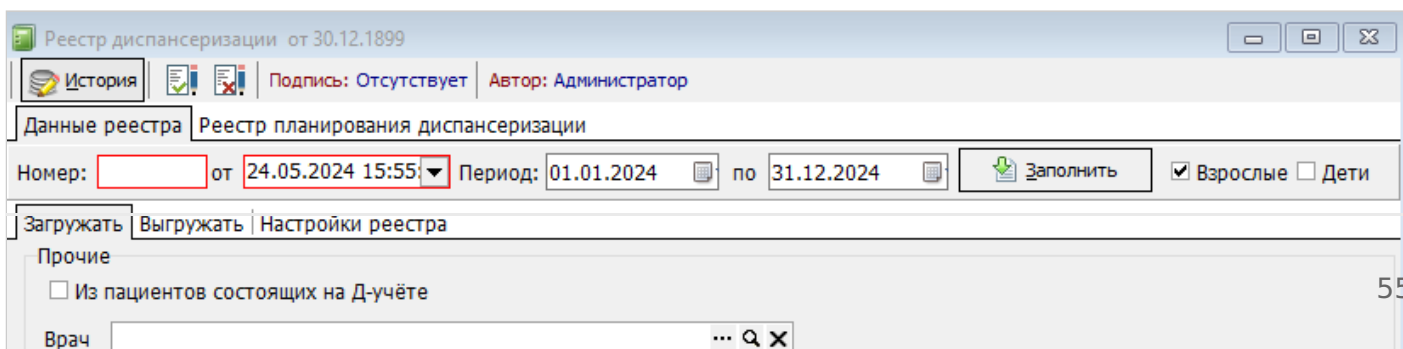 Реестр диспансеризации от 30.12.1899
История Подпись: Отсутствует Автор: Администратор
Данные реестра Реестр планирования диспансеризации
Номер: от 24.05.2024 15:55: Период: 01.01.2024 по 31.12.2024 Заполнить Взрослые Дети
Загружать Выгружать Настройки реестра
Прочие
Из пациентов состоящих на Д-учёте
55
Врач ...